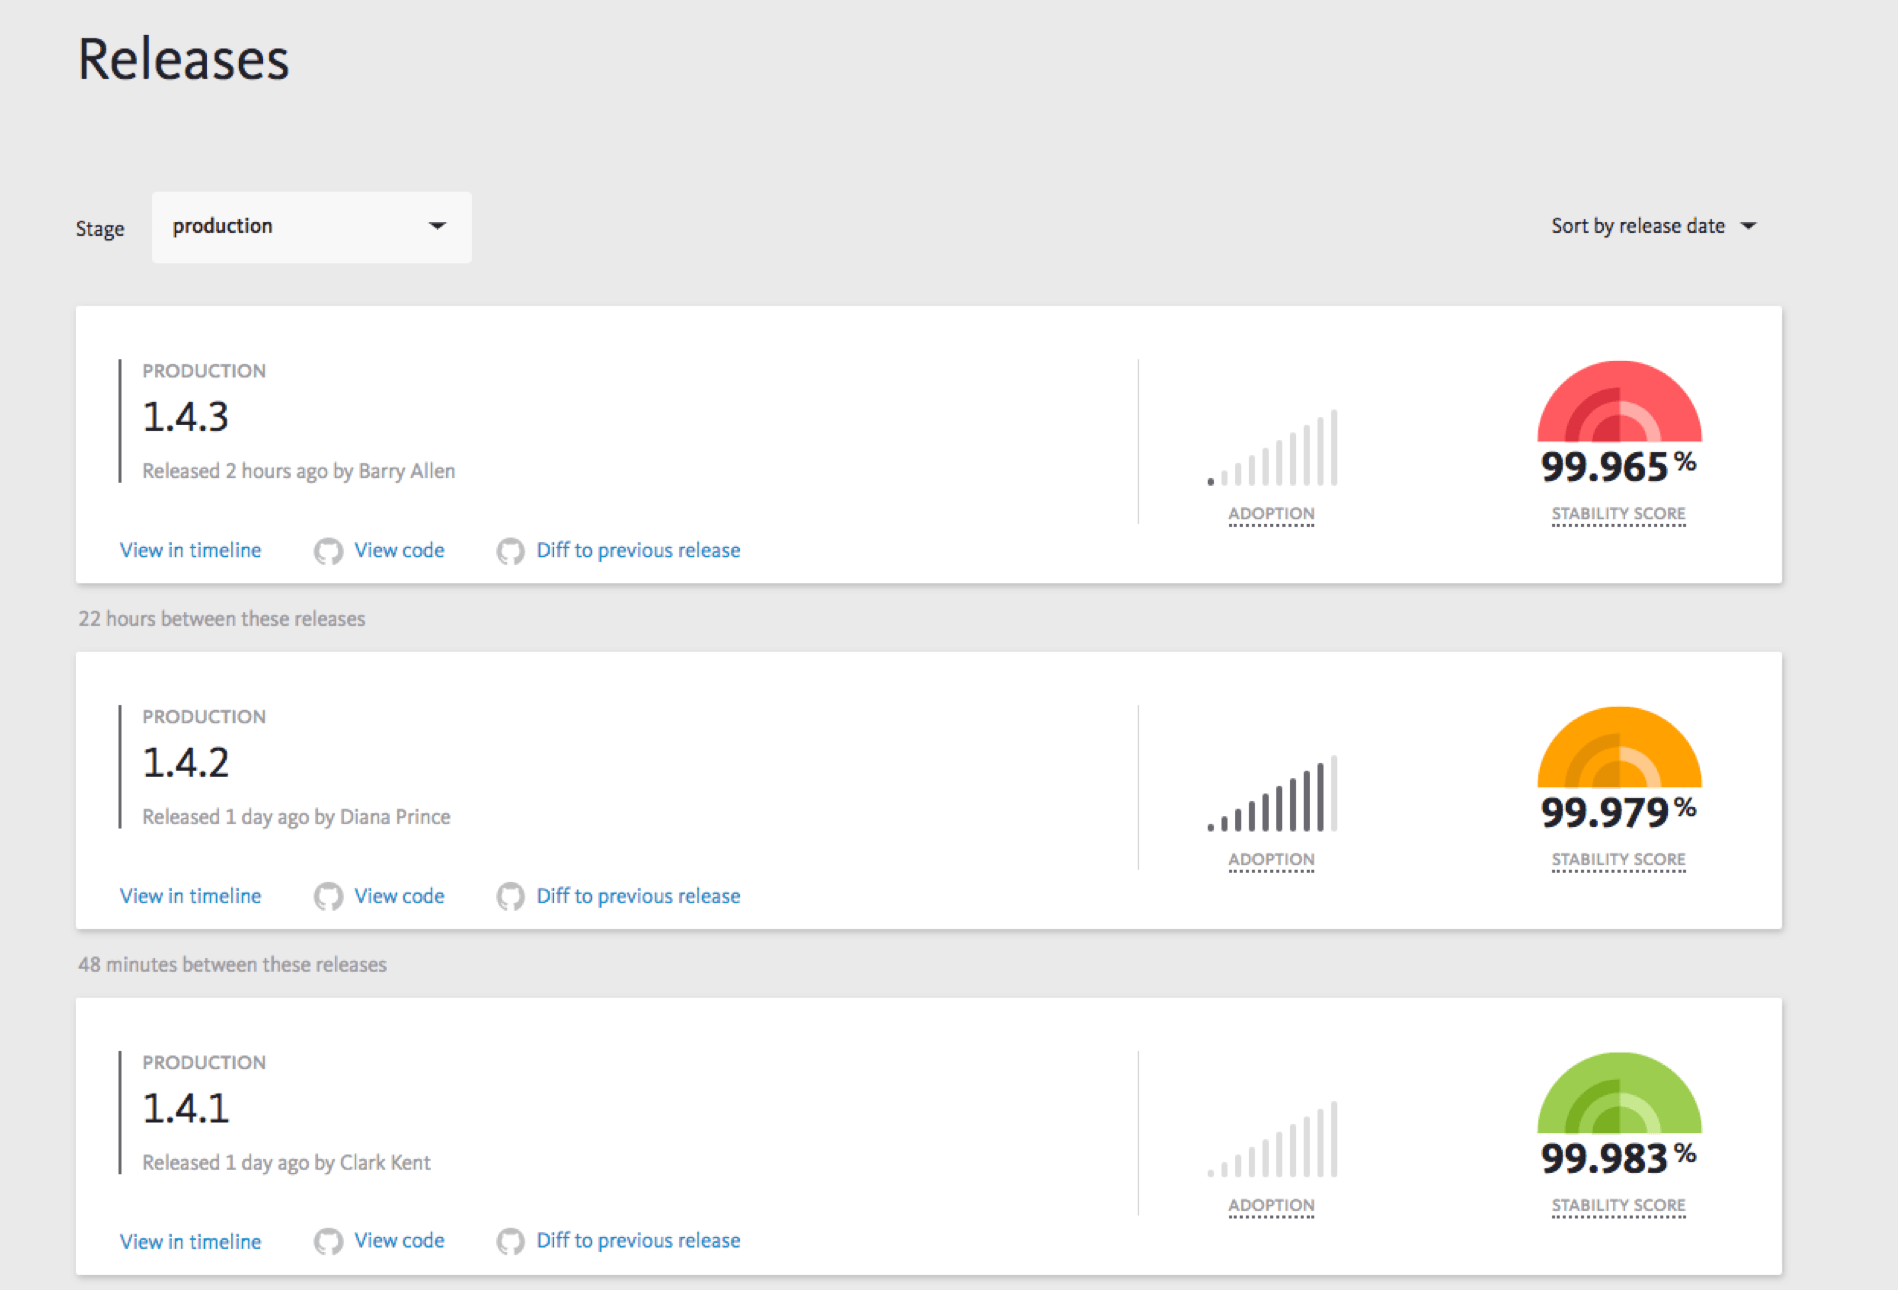 Releases
Stage production Sort by release date
PRODUCTION
1.4.3
Released 2 hours ago by Barry Allen
99.965%
ADOPTION STABILITY SCORE
View in timeline View code Diff to previous release
22 hours between these releases
PRODUCTION
1.4.2
Released 1 day ago by Diana Prince
99.979%
ADOPTION STABILITY SCORE
View in timeline View code Diff to previous release
48 minutes between these releases
PRODUCTION
1.4.1
Released 1 day ago by Clark Kent
99.983%
ADOPTION STABILITY SCORE
View in timeline View code Diff to previous release